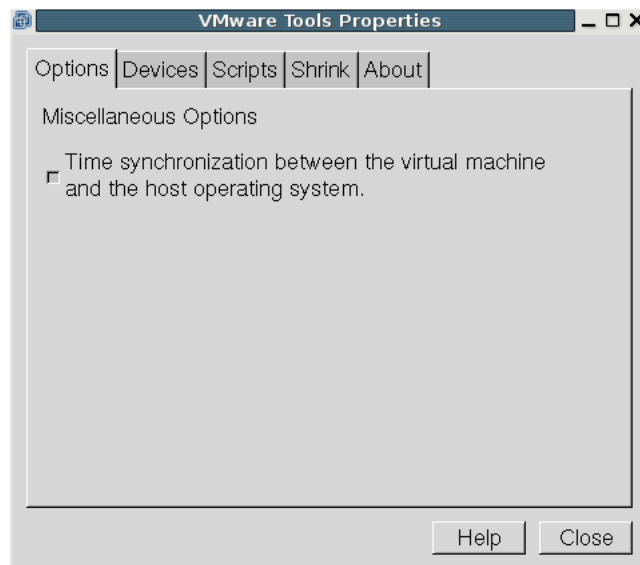 VMware Tools Properties
Options Devices Scripts Shrink About
Miscellaneous Options
Time synchronization between the virtual machine
and the host operating system.
Help Close